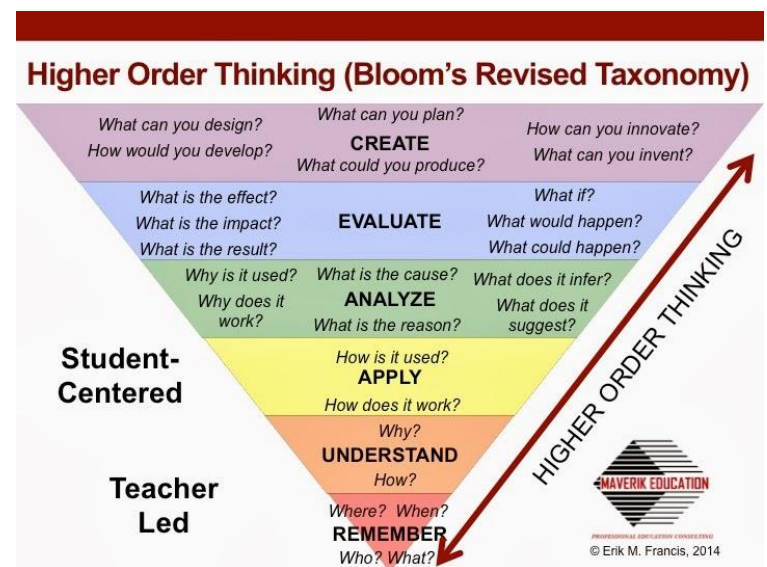 Higher Order Thinking (Bloom's Revised Taxonomy)
What can you design?
How would you develop?
What can you plan?
CREATE
What could you produce?
How can you innovate?
What can you invent?
What is the effect?
What is the impact?
What is the result?
EVALUATE
What if?
What would happen?
What could happen?
Why is it used?
Why does it
work?
What is the cause?
ANALYZE
What is the reason?
What does it infer?
What does it
suggest?
Student-
Centered
How is it used?
APPLY
How does it work?
Why?
UNDERSTAND
How?
Teacher
Led
Where? When?
REMEMBER
Who? What?
HIGHER ORDER THINKING
MAVERIK EDUCATION
PROFESSIONAL EDUCATION CONSULTING
© Erik M. Francis, 2014